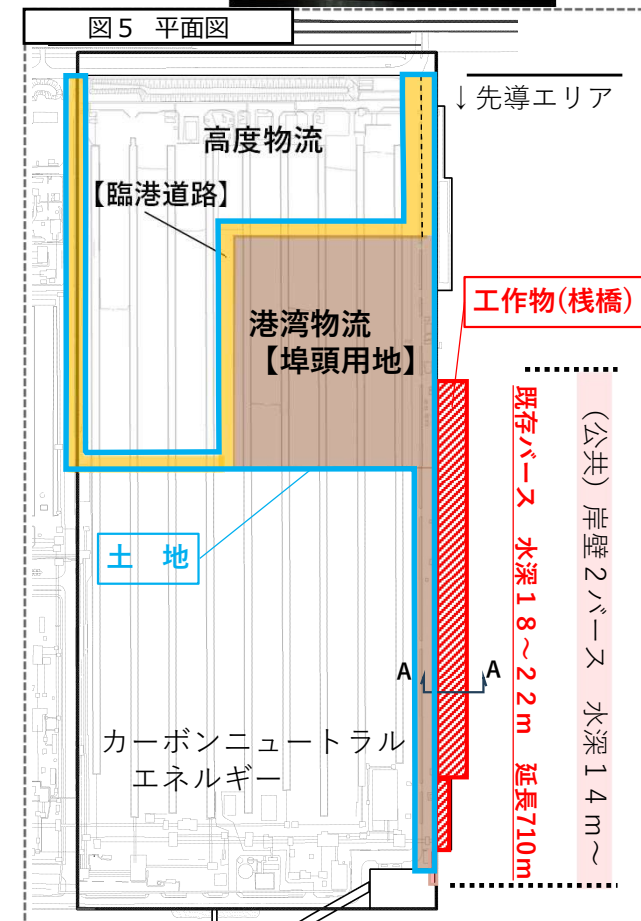 図5 平面図
↓先導エリア
高度物流
【臨港道路】
港湾物流
【埠頭用地】
工作物(桟橋)
土 地
既存バース 水深18~22m 延長710m
(公共)岸壁2バース 水深14m~
A
A
カーボンニュートラル
エネルギー